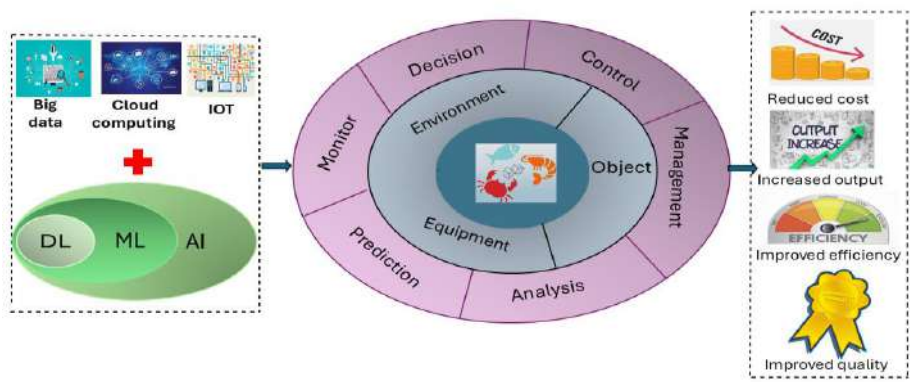 Big
data
Cloud
computing
IOT
DL
ML
AI
Monitor
Decision
Control
Management
Analysis
Prediction
Environment
Object
Equipment
COST
Reduced cost
OUTPUT
INCREASE
Increased output
EFFICIENCY
Improved efficiency
Improved quality